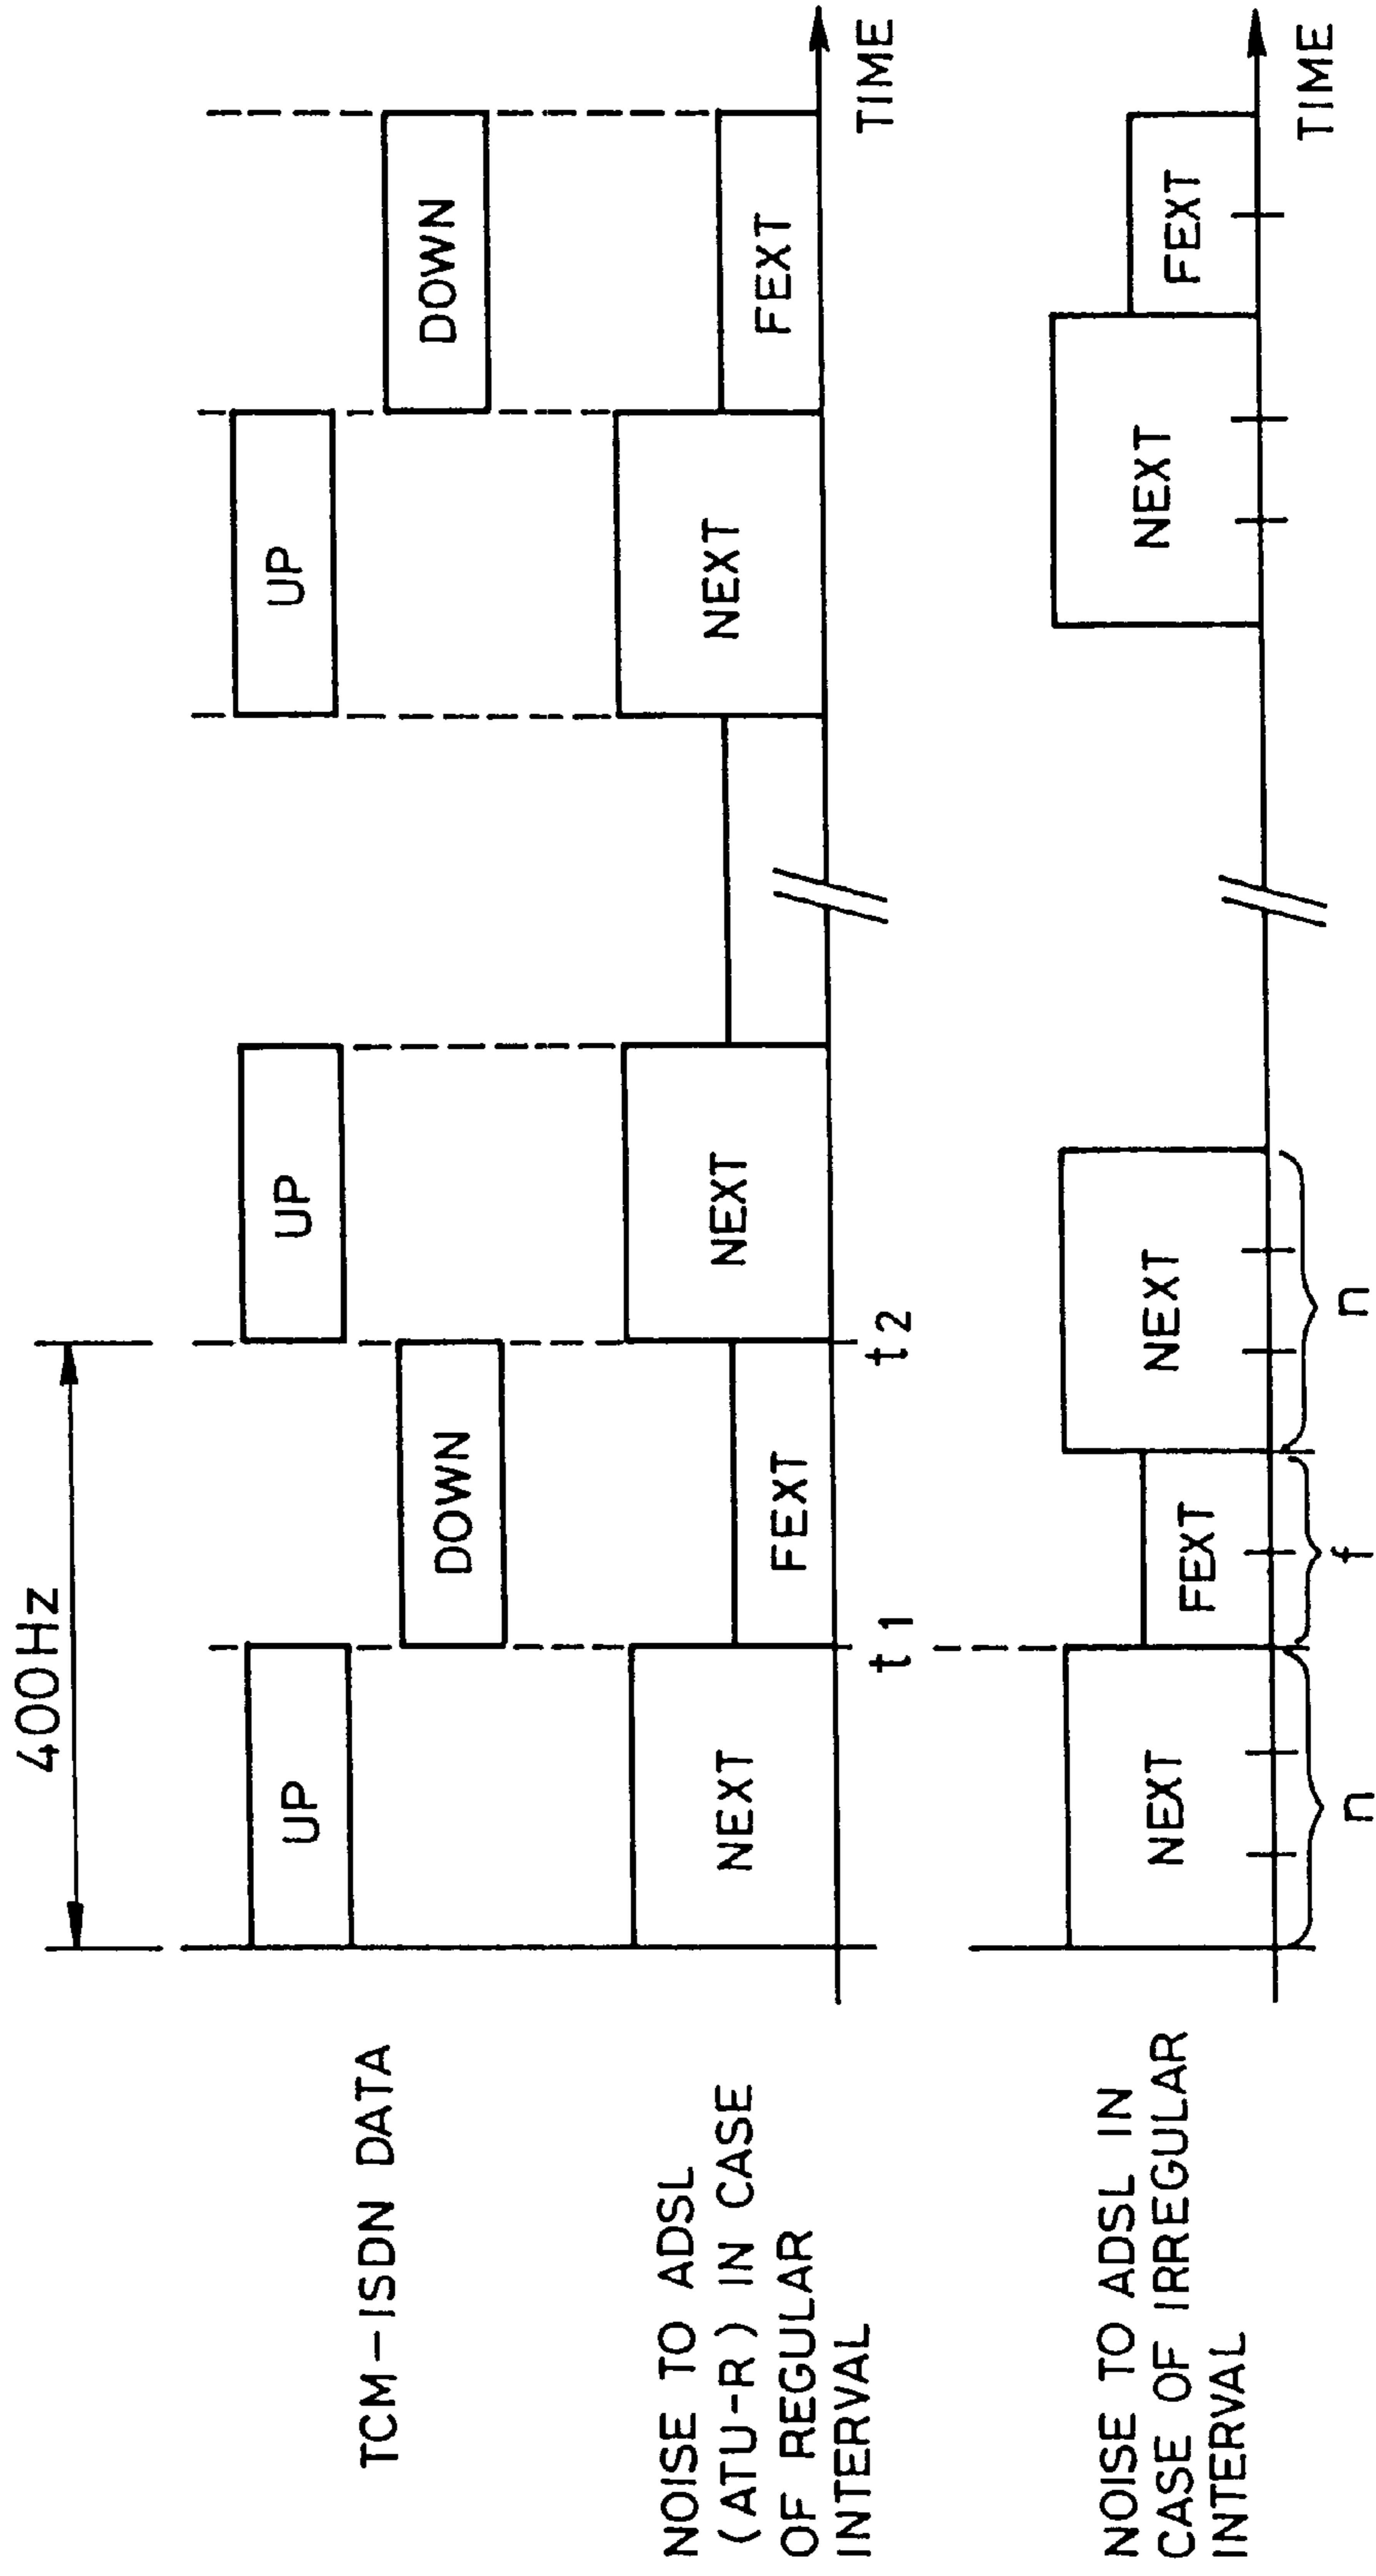 400Hz
TCM-ISDN DATA
UP
DOWN
UP
UP
DOWN
NOISE TO ADSL
(ATU-R) IN CASE
OF REGULAR
INTERVAL
NEXT
FEXT
NEXT
NEXT
FEXT
t1
t2
TIME
NOISE TO ADSL IN
CASE OF IRREGULAR
INTERVAL
NEXT
FEXT
NEXT
NEXT
FEXT
n
f
n
TIME